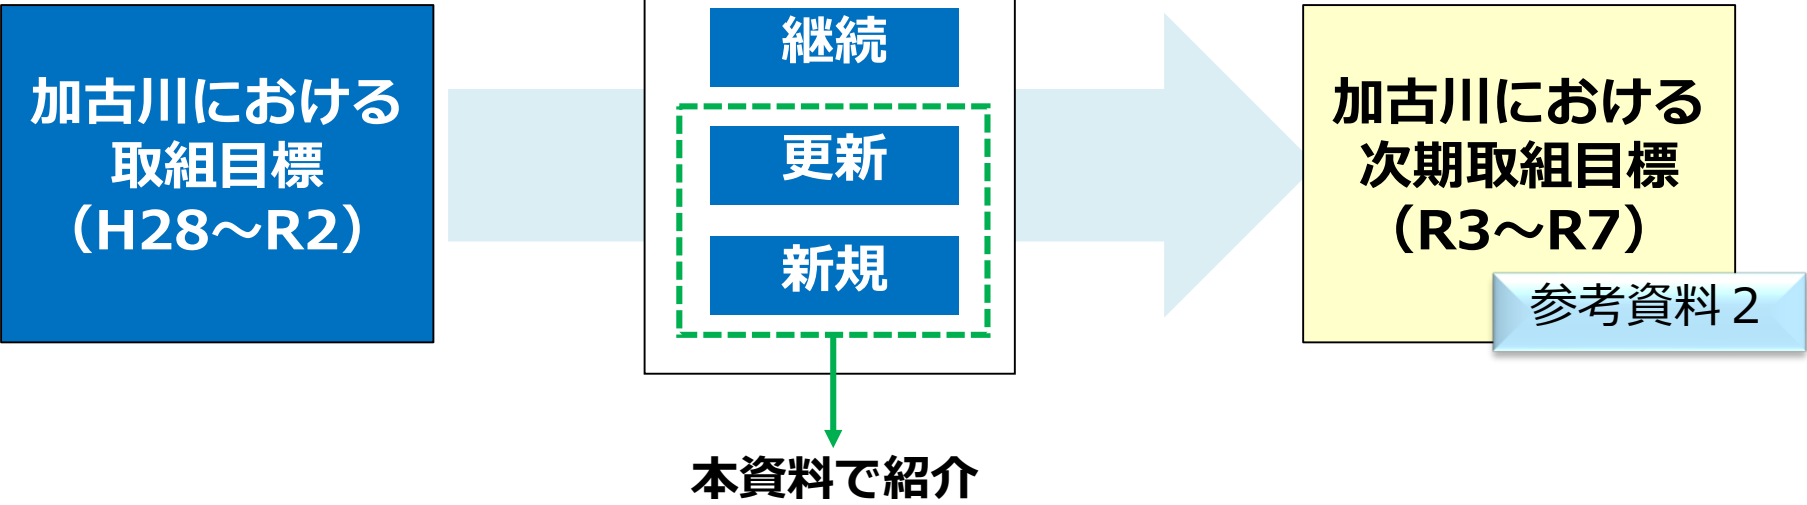 加古川における
取組目標
（H28～R2）
継続
更新
新規
本資料で紹介
加古川における
次期取組目標
（R3～R7）
参考資料２